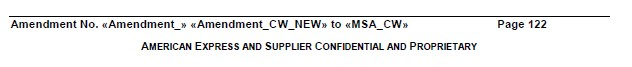 Amendment No. «Amendment_» «Amendment_CW_NEW» to «MSA_CW» Page 122
AMERICAN EXPRESS AND SUPPLIER CONFIDENTIAL AND PROPRIETARY